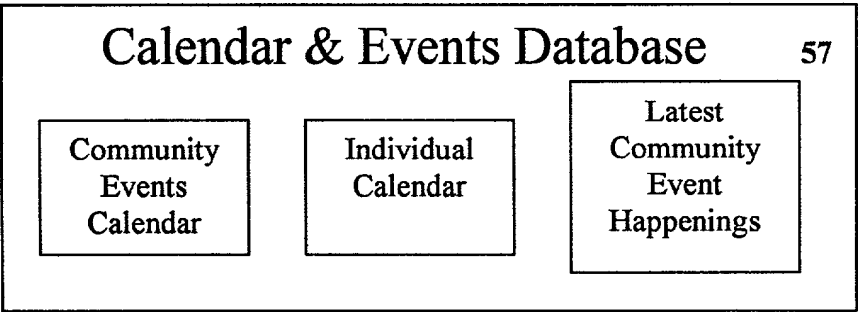 Calendar & Events Database 57
Community
Events
Calendar
Individual
Calendar
Latest
Community
Event
Happenings